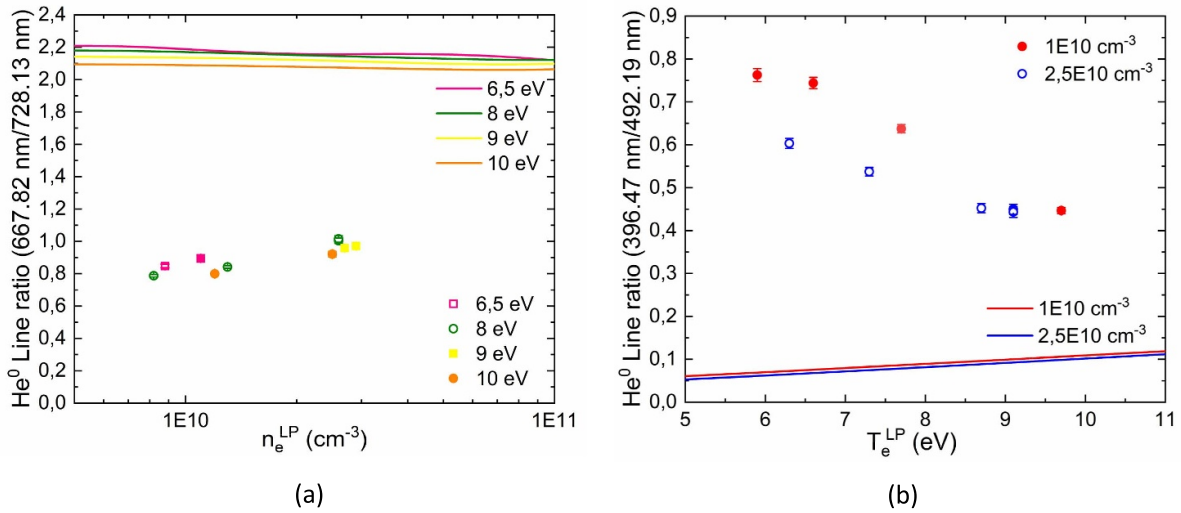 He⁰ Line ratio (667.82 nm/728.13 nm)
2,4
2,2
2,0
1,8
1,6
1,4
1,2
1,0
0,8
0,6
0,4
0,2
0,0
6,5 eV
8 eV
9 eV
10 eV
6,5 eV
8 eV
9 eV
10 eV
1E10
1E11
nₑᴸᴾ (cm⁻³)
(a)
He⁰ Line ratio (396.47 nm/492.19 nm)
0,9
0,8
0,7
0,6
0,5
0,4
0,3
0,2
0,1
0,0
1E10 cm⁻³
2,5E10 cm⁻³
1E10 cm⁻³
2,5E10 cm⁻³
5
6
7
8
9
10
11
Tₑᴸᴾ (eV)
(b)